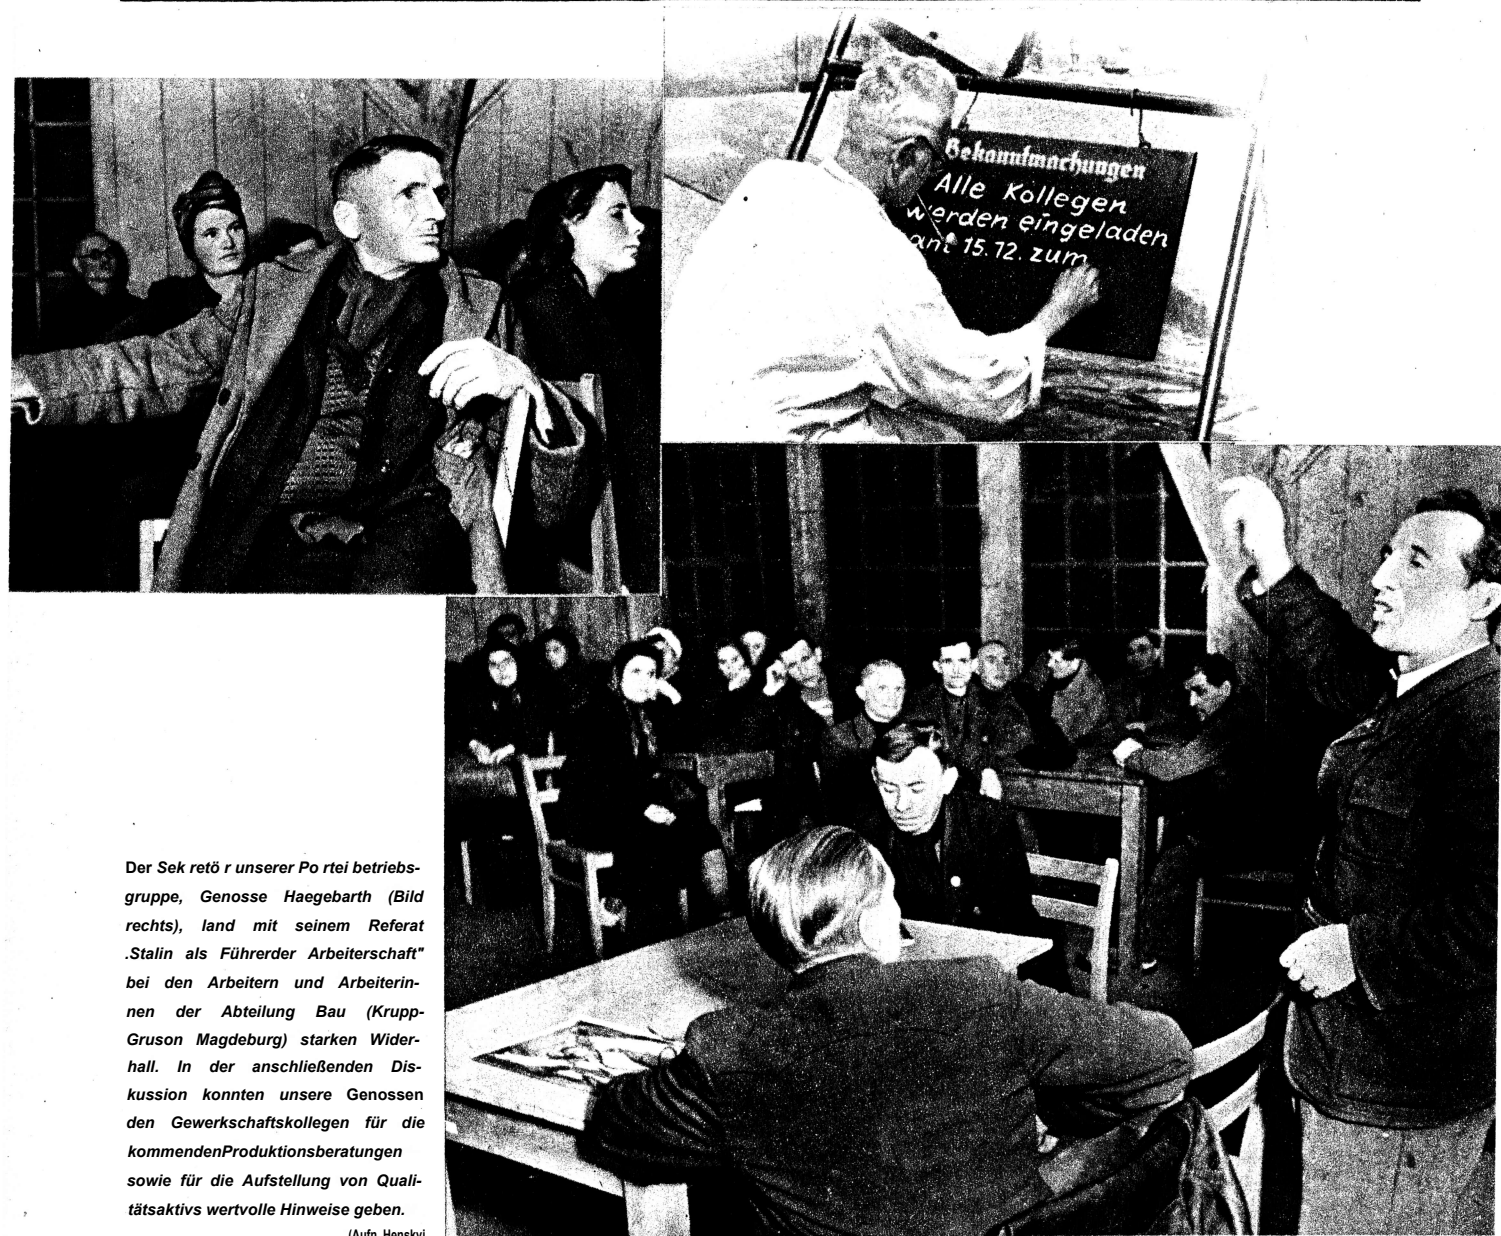 Bekanntmachungen
Alle Kollegen
werden eingeladen
am 15.12. zum
Der Sek retö r unserer Po rtei betriebs-
gruppe, Genosse Haegebarth (Bild
rechts), land mit seinem Referat
.Stalin als Führerder Arbeiterschaft"
bei den Arbeitern und Arbeiterin-
nen der Abteilung Bau (Krupp-
Gruson Magdeburg) starken Wider-
hall. In der anschließenden Dis-
kussion konnten unsere Genossen
den Gewerkschaftskollegen für die
kommendenProduktionsberatungen
sowie für die Aufstellung von Quali-
tätsaktivs wertvolle Hinweise geben.
(Aufn. Henskyi